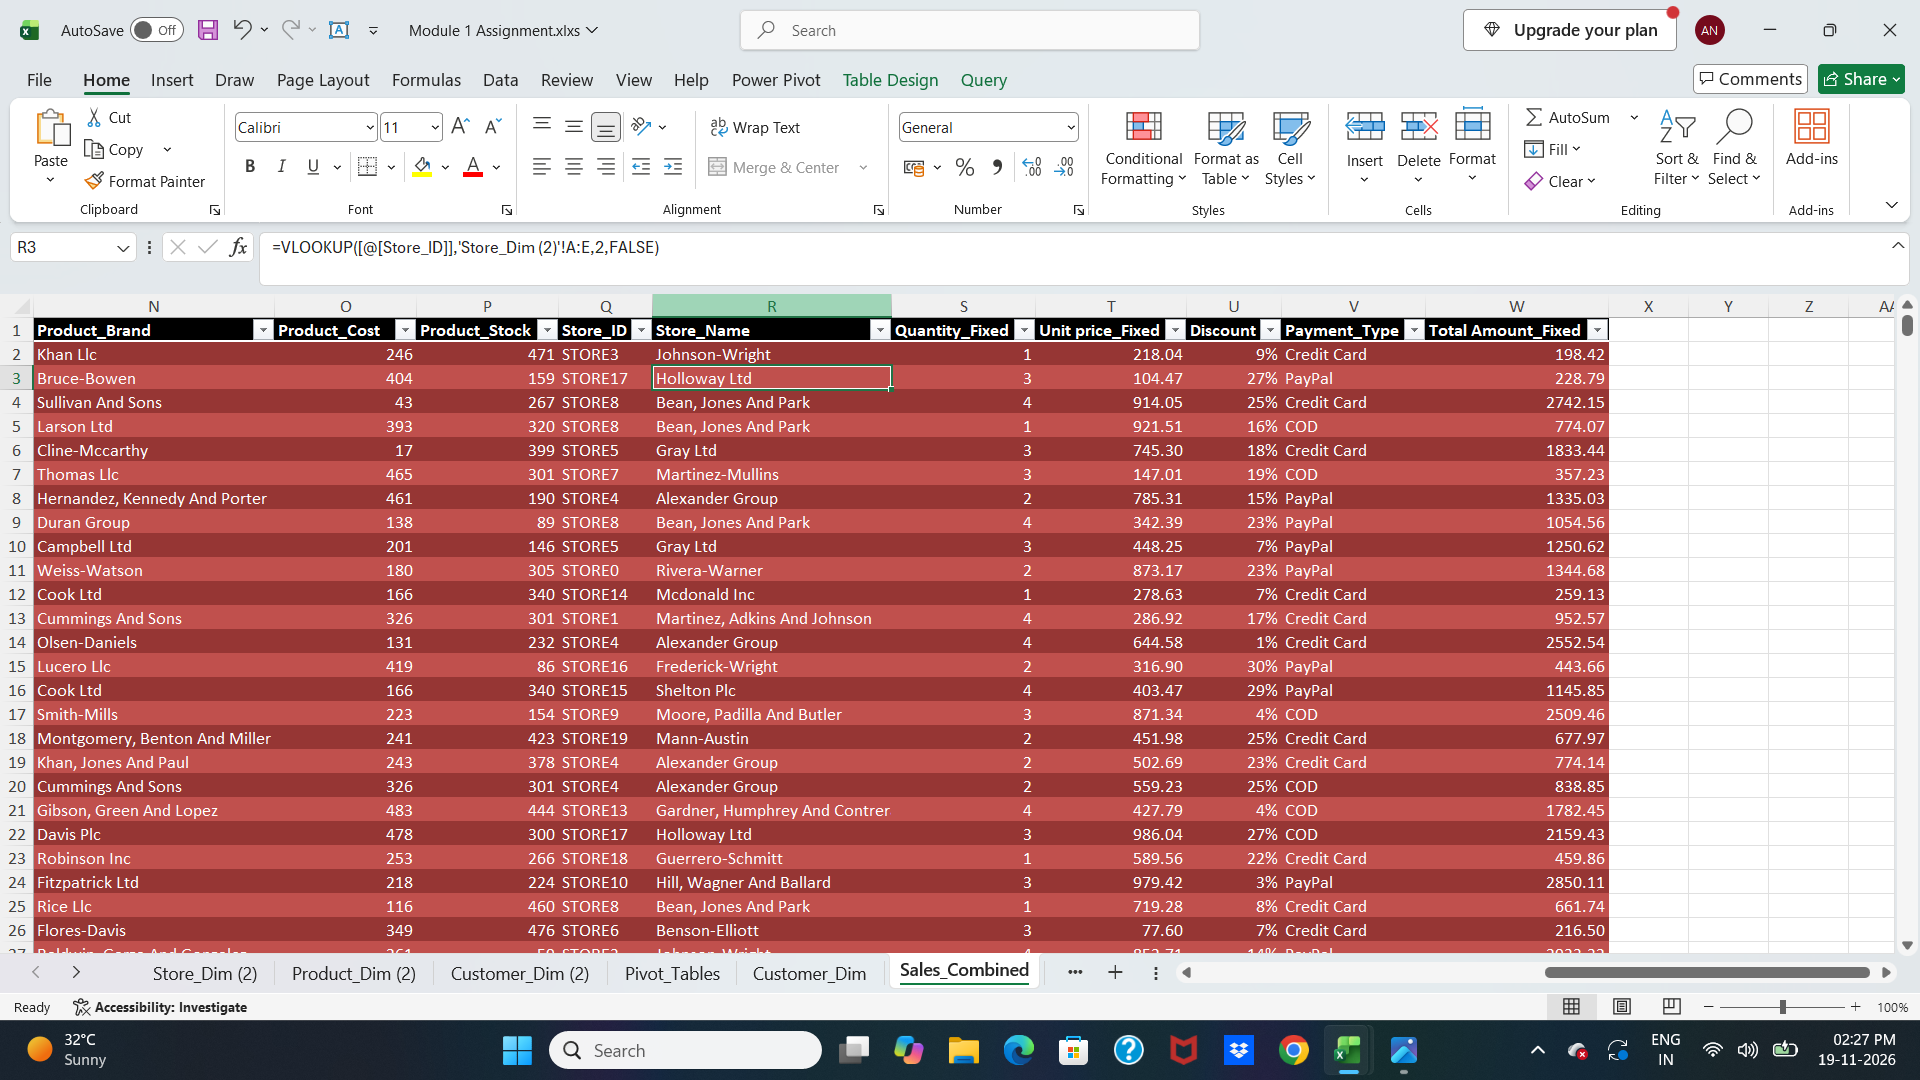 AutoSave Off Module 1 Assignment.xlxs Search Upgrade your plan AN
File Home Insert Draw Page Layout Formulas Data Review View Help Power Pivot Table Design Query Comments Share
Paste Cut Copy Format Painter Clipboard
Calibri 11 B I U Font
Wrap Text Merge & Center Alignment
General Number
Conditional Formatting Format as Table Cell Styles Styles
Insert Delete Format Cells
AutoSum Fill Clear Sort & Filter Find & Select Editing
Add-ins Add-ins
R3 fx =VLOOKUP([@[Store_ID]],'Store_Dim (2)'!A:E,2,FALSE)
N O P Q R S T U V W X Y Z AA
1 Product_Brand Product_Cost Product_Stock Store_ID Store_Name Quantity_Fixed Unit price_Fixed Discount Payment_Type Total Amount_Fixed
2 Khan Llc 246 471 STORE3 Johnson-Wright 1 218.04 9% Credit Card 198.42
3 Bruce-Bowen 404 159 STORE17 Holloway Ltd 3 104.47 27% PayPal 228.79
4 Sullivan And Sons 43 267 STORE8 Bean, Jones And Park 4 914.05 25% Credit Card 2742.15
5 Larson Ltd 393 320 STORE8 Bean, Jones And Park 1 921.51 16% COD 774.07
6 Cline-Mccarthy 17 399 STORE5 Gray Ltd 3 745.30 18% Credit Card 1833.44
7 Thomas Llc 465 301 STORE7 Martinez-Mullins 3 147.01 19% COD 357.23
8 Hernandez, Kennedy And Porter 461 190 STORE4 Alexander Group 2 785.31 15% PayPal 1335.03
9 Duran Group 138 89 STORE8 Bean, Jones And Park 4 342.39 23% PayPal 1054.56
10 Campbell Ltd 201 146 STORE5 Gray Ltd 3 448.25 7% PayPal 1250.62
11 Weiss-Watson 180 305 STORE0 Rivera-Warner 2 873.17 23% PayPal 1344.68
12 Cook Ltd 166 340 STORE14 Mcdonald Inc 1 278.63 7% Credit Card 259.13
13 Cummings And Sons 326 301 STORE1 Martinez, Adkins And Johnson 4 286.92 17% Credit Card 952.57
14 Olsen-Daniels 131 232 STORE4 Alexander Group 4 644.58 1% Credit Card 2552.54
15 Lucero Llc 419 86 STORE16 Frederick-Wright 2 316.90 30% PayPal 443.66
16 Cook Ltd 166 340 STORE15 Shelton Plc 4 403.47 29% PayPal 1145.85
17 Smith-Mills 223 154 STORE9 Moore, Padilla And Butler 3 871.34 4% COD 2509.46
18 Montgomery, Benton And Miller 241 423 STORE19 Mann-Austin 2 451.98 25% Credit Card 677.97
19 Khan, Jones And Paul 243 378 STORE4 Alexander Group 2 502.69 23% Credit Card 774.14
20 Cummings And Sons 326 301 STORE4 Alexander Group 2 559.23 25% COD 838.85
21 Gibson, Green And Lopez 483 444 STORE13 Gardner, Humphrey And Contrer 4 427.79 4% COD 1782.45
22 Davis Plc 478 300 STORE17 Holloway Ltd 3 986.04 27% COD 2159.43
23 Robinson Inc 253 266 STORE18 Guerrero-Schmitt 1 589.56 22% Credit Card 459.86
24 Fitzpatrick Ltd 218 224 STORE10 Hill, Wagner And Ballard 3 979.42 3% PayPal 2850.11
25 Rice Llc 116 460 STORE8 Bean, Jones And Park 1 719.28 8% Credit Card 661.74
26 Flores-Davis 349 476 STORE6 Benson-Elliott 3 77.60 7% Credit Card 216.50
Store_Dim (2) Product_Dim (2) Customer_Dim (2) Pivot_Tables Customer_Dim Sales_Combined
Ready Accessibility: Investigate 100%
32°C Sunny Search ENG IN 02:27 PM 19-11-2026